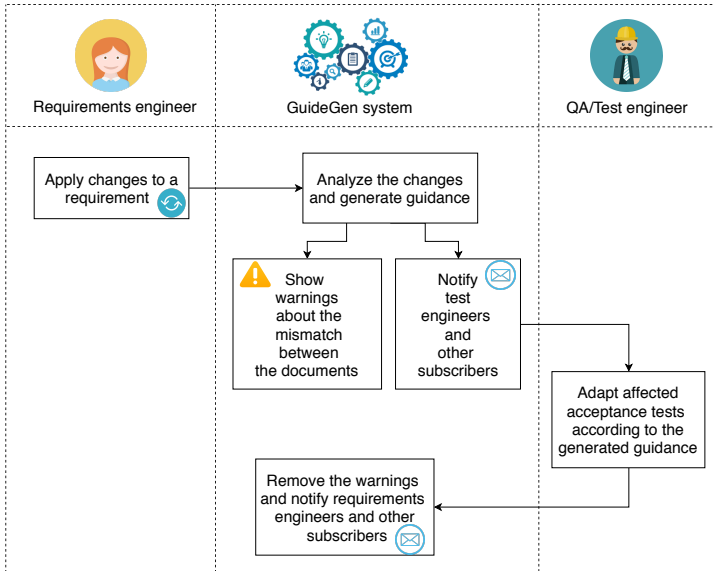 Requirements engineer
GuideGen system
QA/Test engineer
Apply changes to a
requirement
Analyze the changes
and generate guidance
Show
warnings
about the
mismatch
between
the documents
Notify
test
engineers
and
other
subscribers
Adapt affected
acceptance tests
according to the
generated guidance
Remove the warnings
and notify requirements
engineers and other
subscribers